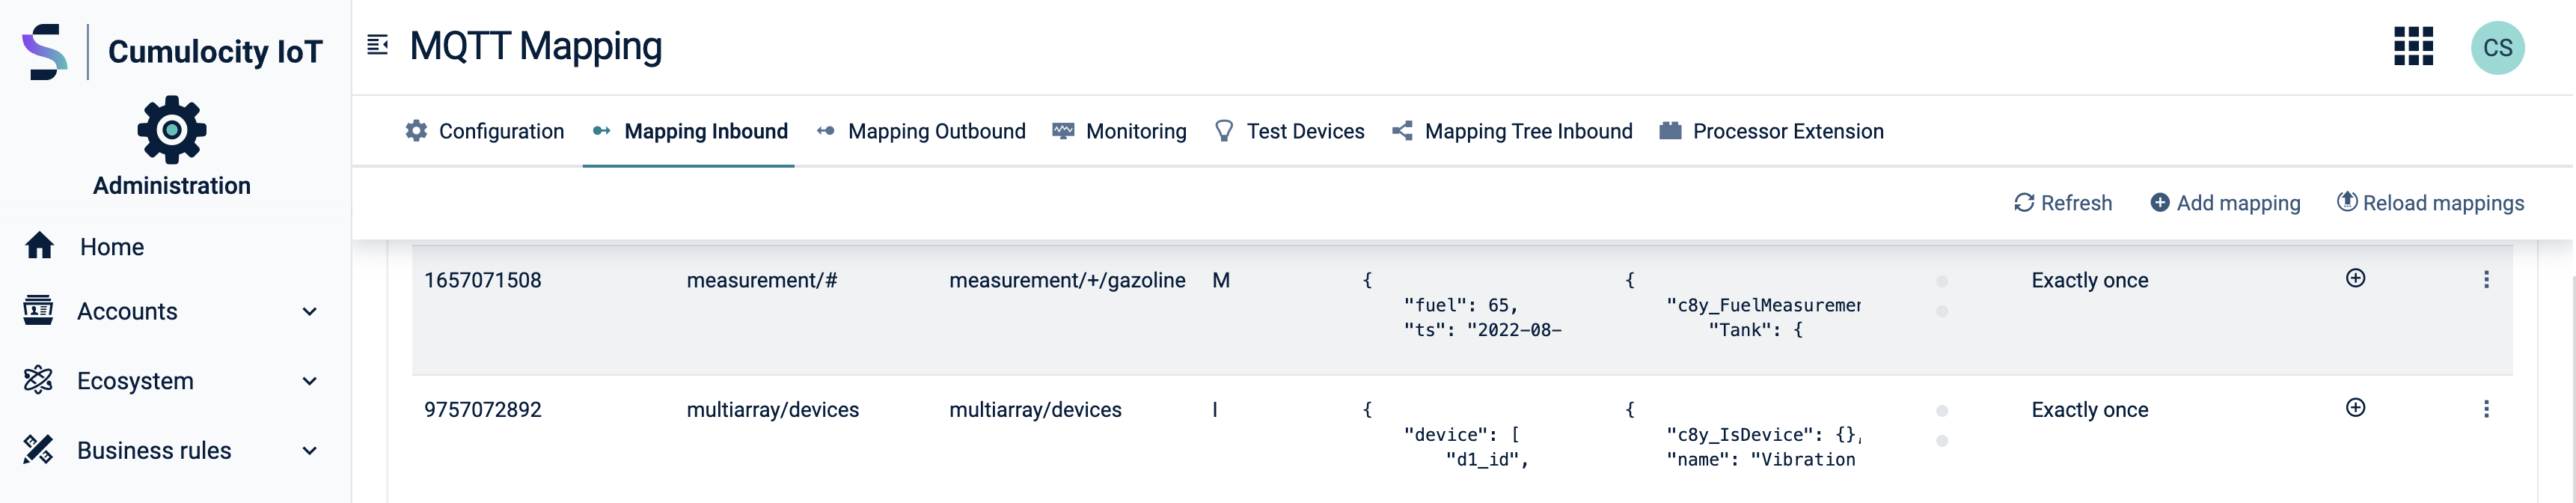 Cumulocity IoT
Administration
Home
Accounts
Ecosystem
Business rules
MQTT Mapping
CS
Configuration Mapping Inbound Mapping Outbound Monitoring Test Devices Mapping Tree Inbound Processor Extension
Refresh Add mapping Reload mappings
1657071508 measurement/# measurement/+/gazoline M { { Exactly once
"fuel": 65, "c8y_FuelMeasuremen
"ts": "2022-08- "Tank": {
9757072892 multiarray/devices multiarray/devices I { { Exactly once
"device": [ "c8y_IsDevice": {},
"d1_id", "name": "Vibration